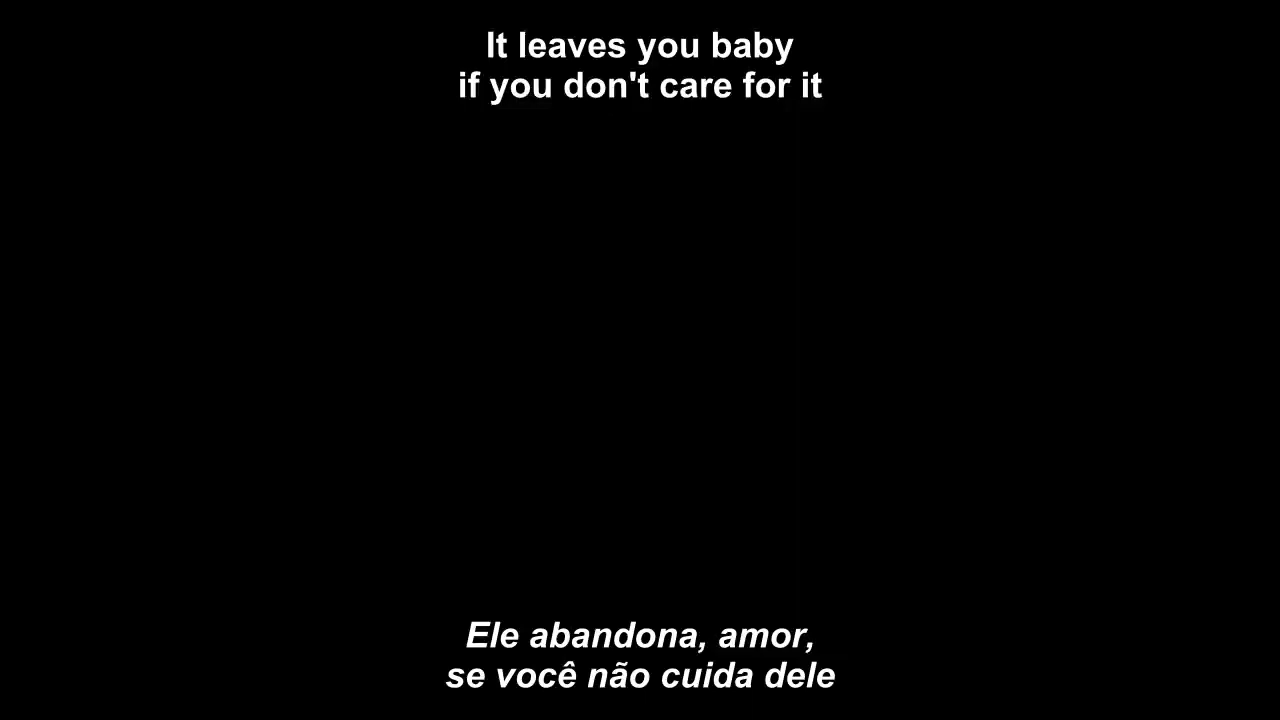 It leaves you baby
if you don't care for it
Ele abandona, amor,
se você não cuida dele